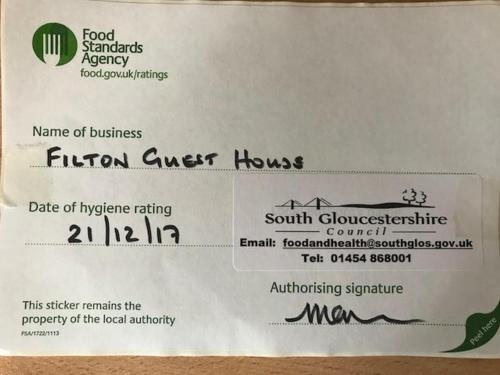 Food
Standards
Agency
food.gov.uk/ratings
Name of business
FILTON GUEST HOUSE
Date of hygiene rating
21/12/17
South Gloucestershire
Council
Email: foodandhealth@southglos.gov.uk
Tel: 01454 868001
Authorising signature
This sticker remains the
property of the local authority
FSA/1722/1113
Peel here